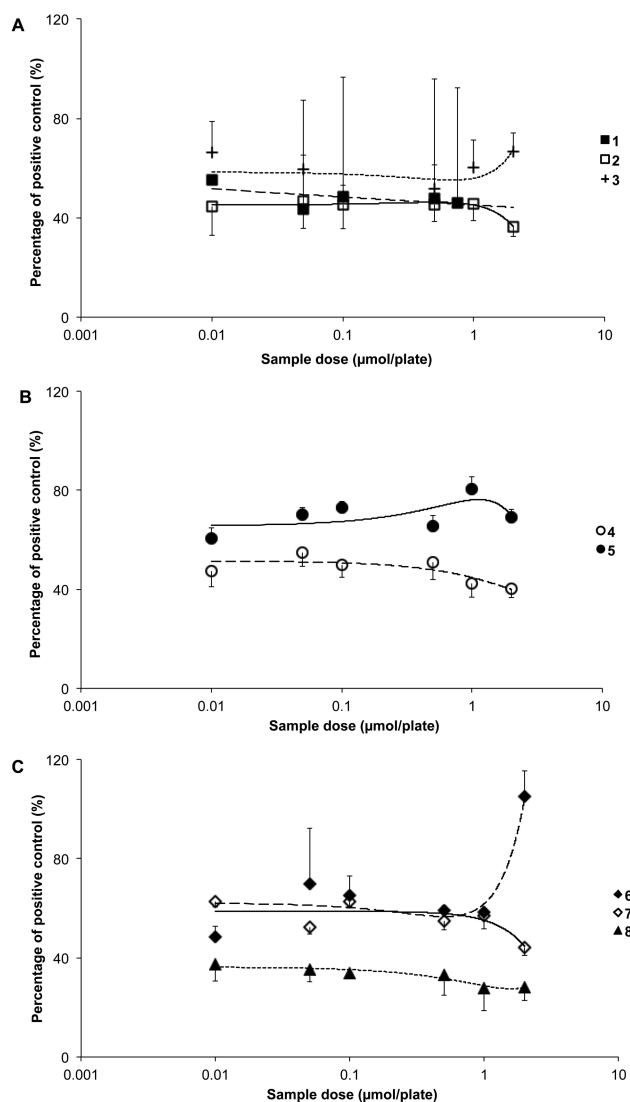 A
Percentage of positive control (%)
120
80
40
0
0.001 0.01 0.1 1 10
Sample dose (µmol/plate)
1
2
3
B
Percentage of positive control (%)
120
80
40
0
0.001 0.01 0.1 1 10
Sample dose (µmol/plate)
4
5
C
Percentage of positive control (%)
120
80
40
0
0.001 0.01 0.1 1 10
Sample dose (µmol/plate)
6
7
8